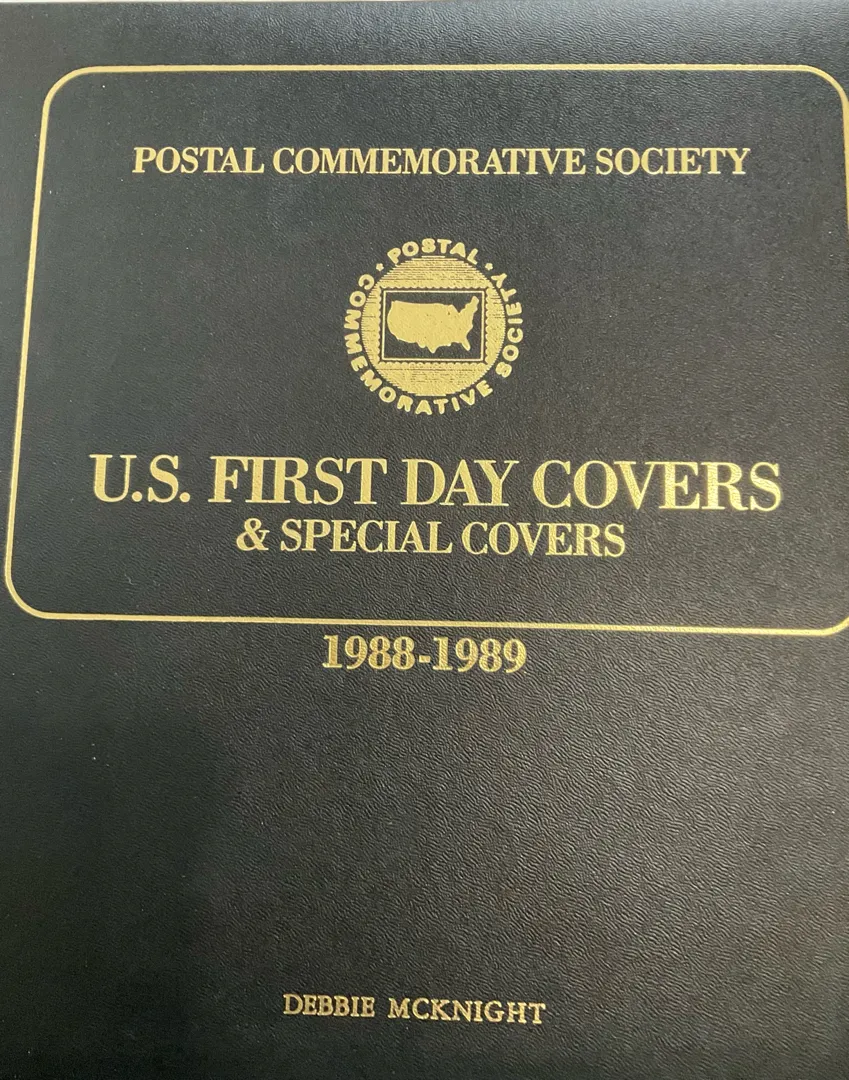 POSTAL COMMEMORATIVE SOCIETY
POSTAL
COMMEMORATIVE SOCIETY
U.S. FIRST DAY COVERS
& SPECIAL COVERS
1988-1989
DEBBIE MCKNIGHT